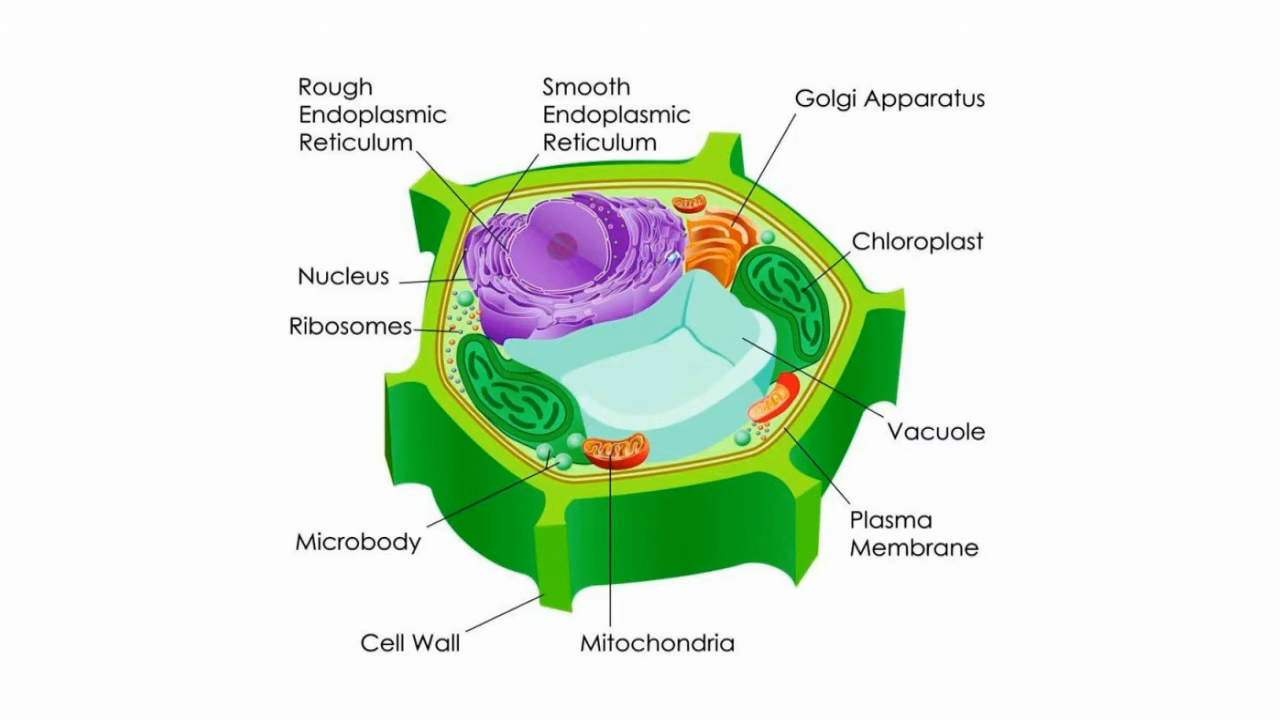 Rough
Endoplasmic
Reticulum
Smooth
Endoplasmic
Reticulum
Golgi Apparatus
Chloroplast
Nucleus
Ribosomes
Vacuole
Plasma
Membrane
Microbody
Cell Wall
Mitochondria